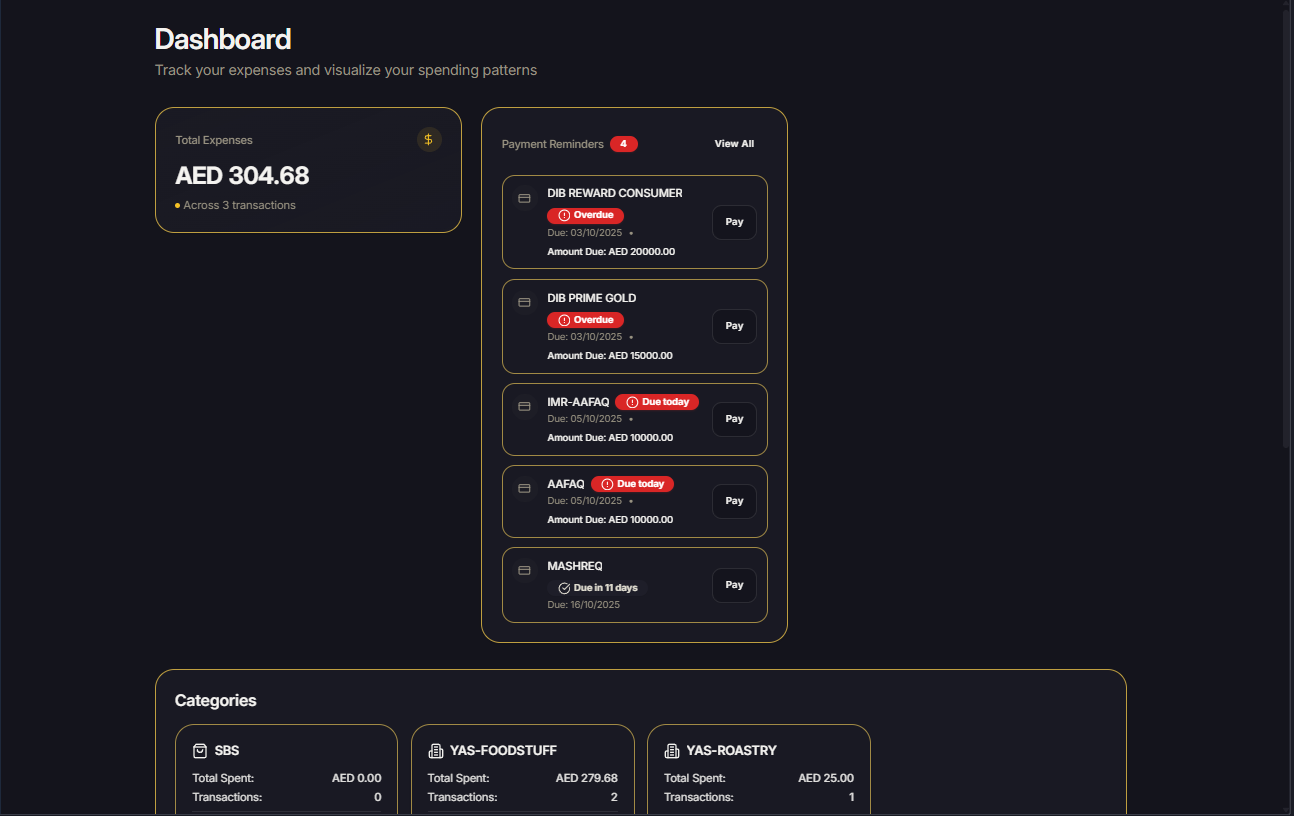 Dashboard
Track your expenses and visualize your spending patterns
Total Expenses
$
AED 304.68
Across 3 transactions
Payment Reminders 4 View All
DIB REWARD CONSUMER
Overdue
Due: 03/10/2025 •
Amount Due: AED 20000.00
Pay
DIB PRIME GOLD
Overdue
Due: 03/10/2025 •
Amount Due: AED 15000.00
Pay
IMR-AAFAQ Due today
Due: 05/10/2025 •
Amount Due: AED 10000.00
Pay
AAFAQ Due today
Due: 05/10/2025 •
Amount Due: AED 10000.00
Pay
MASHREQ
Due in 11 days
Due: 16/10/2025
Pay
Categories
SBS
Total Spent: AED 0.00
Transactions: 0
YAS-FOODSTUFF
Total Spent: AED 279.68
Transactions: 2
YAS-ROASTRY
Total Spent: AED 25.00
Transactions: 1